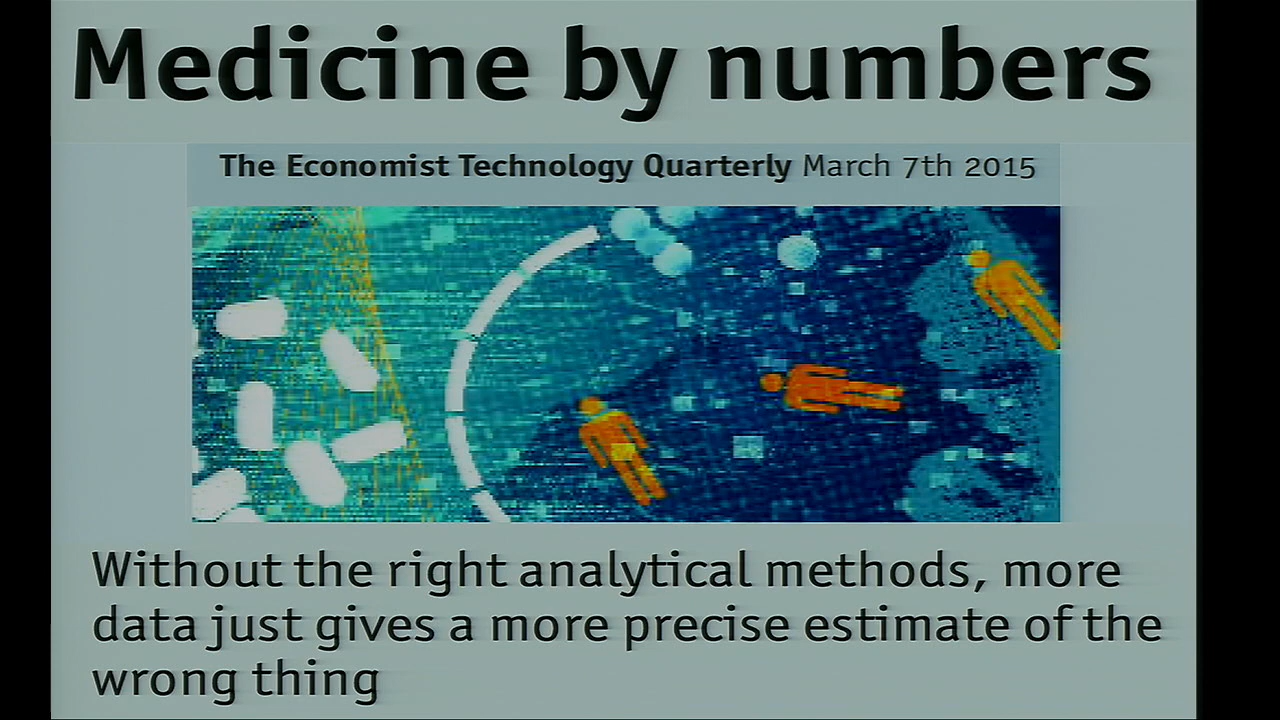 Medicine by numbers
The Economist Technology Quarterly March 7th 2015
Without the right analytical methods, more
data just gives a more precise estimate of the
wrong thing